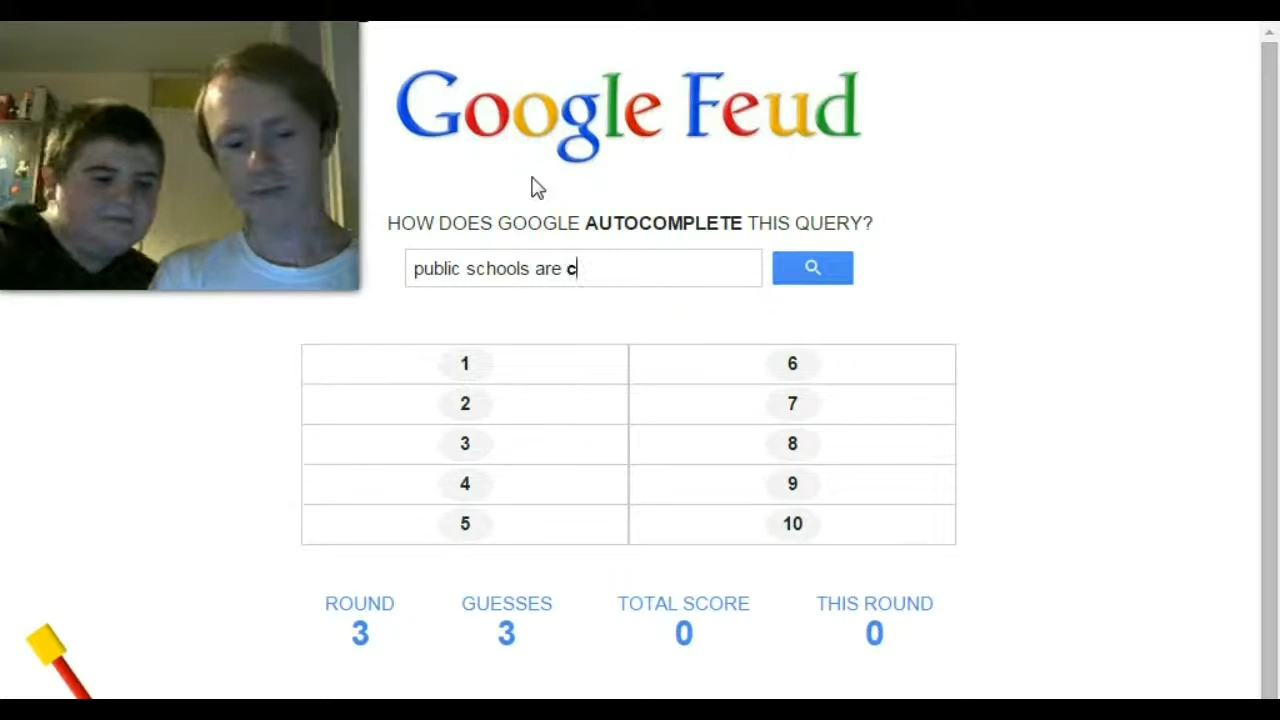 Google Feud
HOW DOES GOOGLE AUTOCOMPLETE THIS QUERY?
public schools are c
1 6
2 7
3 8
4 9
5 10
ROUND GUESSES TOTAL SCORE THIS ROUND
3 3 0 0